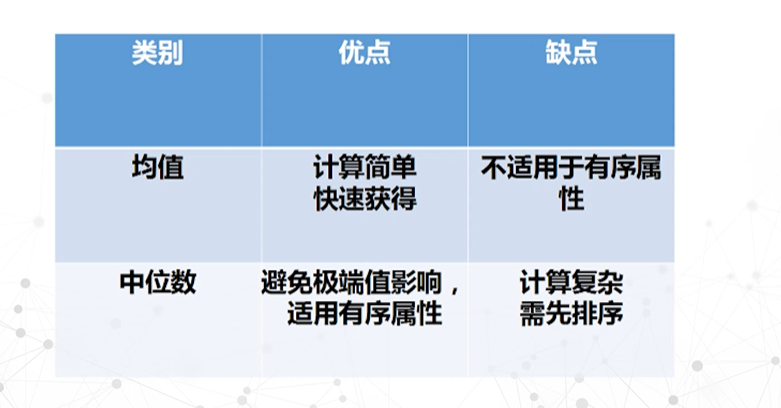 类别
优点
缺点
均值
计算简单
快速获得
不适用于有序属
性
中位数
避免极端值影响，
适用有序属性
计算复杂
需先排序